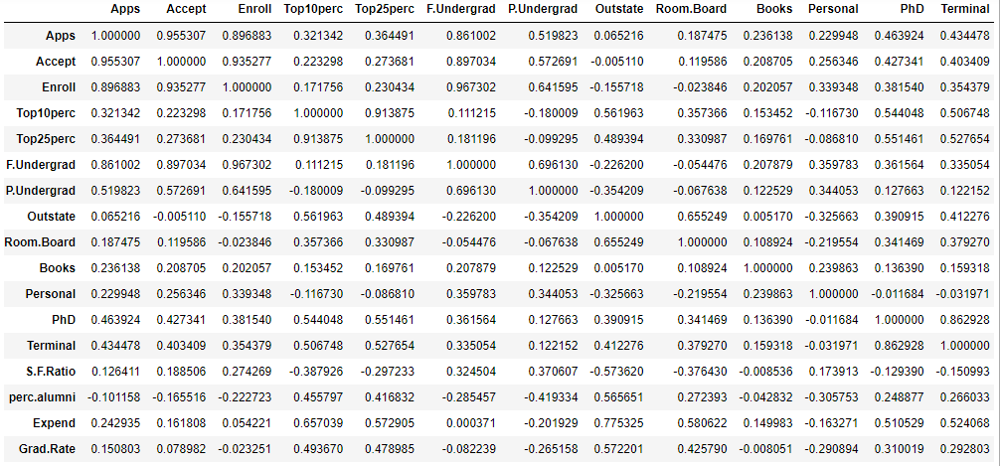 Apps Accept Enroll Top10perc Top25perc F.Undergrad P.Undergrad Outstate Room.Board Books Personal PhD Terminal
Apps 1.000000 0.955307 0.896883 0.321342 0.364491 0.861002 0.519823 0.065216 0.187475 0.236138 0.229948 0.463924 0.434478
Accept 0.955307 1.000000 0.935277 0.223298 0.273681 0.897034 0.572691 -0.005110 0.119586 0.208705 0.256346 0.427341 0.403409
Enroll 0.896883 0.935277 1.000000 0.171756 0.230434 0.967302 0.641595 -0.155718 -0.023846 0.202057 0.339348 0.381540 0.354379
Top10perc 0.321342 0.223298 0.171756 1.000000 0.913875 0.111215 -0.180009 0.561963 0.357366 0.153452 -0.116730 0.544048 0.506748
Top25perc 0.364491 0.273681 0.230434 0.913875 1.000000 0.181196 -0.099295 0.489394 0.330987 0.169761 -0.086810 0.551461 0.527654
F.Undergrad 0.861002 0.897034 0.967302 0.111215 0.181196 1.000000 0.696130 -0.226200 -0.054476 0.207879 0.359783 0.361564 0.335054
P.Undergrad 0.519823 0.572691 0.641595 -0.180009 -0.099295 0.696130 1.000000 -0.354209 -0.067638 0.122529 0.344053 0.127663 0.122152
Outstate 0.065216 -0.005110 -0.155718 0.561963 0.489394 -0.226200 -0.354209 1.000000 0.655249 0.005170 -0.325663 0.390915 0.412276
Room.Board 0.187475 0.119586 -0.023846 0.357366 0.330987 -0.054476 -0.067638 0.655249 1.000000 0.108924 -0.219554 0.341469 0.379270
Books 0.236138 0.208705 0.202057 0.153452 0.169761 0.207879 0.122529 0.005170 0.108924 1.000000 0.239863 0.136390 0.159318
Personal 0.229948 0.256346 0.339348 -0.116730 -0.086810 0.359783 0.344053 -0.325663 -0.219554 0.239863 1.000000 -0.011684 -0.031971
PhD 0.463924 0.427341 0.381540 0.544048 0.551461 0.361564 0.127663 0.390915 0.341469 0.136390 -0.011684 1.000000 0.862928
Terminal 0.434478 0.403409 0.354379 0.506748 0.527654 0.335054 0.122152 0.412276 0.379270 0.159318 -0.031971 0.862928 1.000000
S.F.Ratio 0.126411 0.188506 0.274269 -0.387926 -0.297233 0.324504 0.370607 -0.573620 -0.376430 -0.008536 0.173913 -0.129390 -0.150993
perc.alumni -0.101158 -0.165516 -0.222723 0.455797 0.416832 -0.285457 -0.419334 0.565651 0.272393 -0.042832 -0.305753 0.248877 0.266033
Expend 0.242935 0.161808 0.054221 0.657039 0.572905 0.000371 -0.201929 0.775325 0.580622 0.149983 -0.163271 0.510529 0.524068
Grad.Rate 0.150803 0.078982 -0.023251 0.493670 0.478985 -0.082239 -0.265158 0.572201 0.425790 -0.008051 -0.290894 0.310019 0.292803